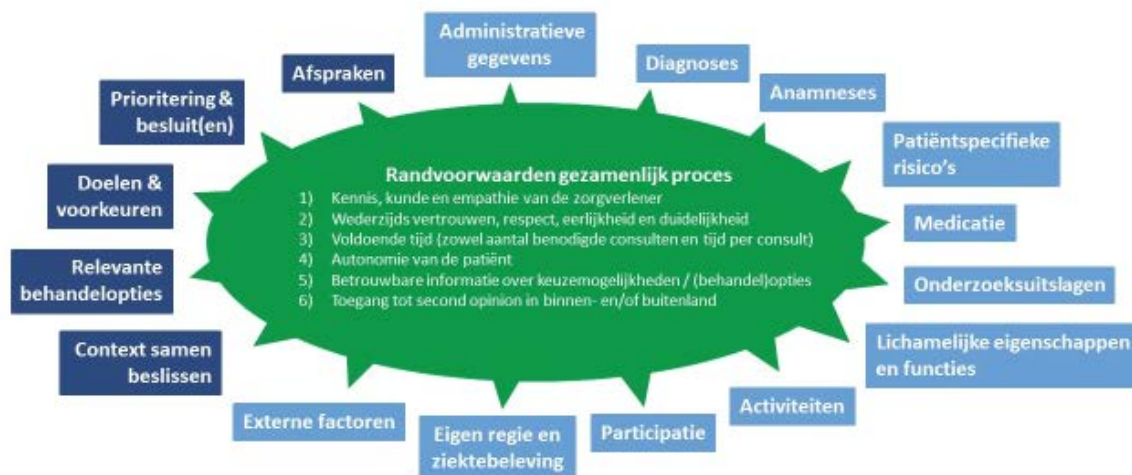 Administratieve
gegevens
Diagnoses
Anamneses
Patiëntspecifieke
risico's
Medicatie
Onderzoeksuitslagen
Lichamelijke eigenschappen
en functies
Activiteiten
Participatie
Eigen regie en
ziektebeleving
Externe factoren
Context samen
beslissen
Relevante
behandelopties
Doelen &
voorkeuren
Prioritering &
besluit(en)
Afspraken
Randvoorwaarden gezamenlijk proces
1) Kennis, kunde en empathie van de zorgverlener
2) Wederzijds vertrouwen, respect, eerlijkheid en duidelijkheid
3) Voldoende tijd (zowel aantal benodigde consulten en tijd per consult)
4) Autonomie van de patiënt
5) Betrouwbare informatie over keuzemogelijkheden / (behandel)opties
6) Toegang tot second opinion in binnen- en/of buitenland